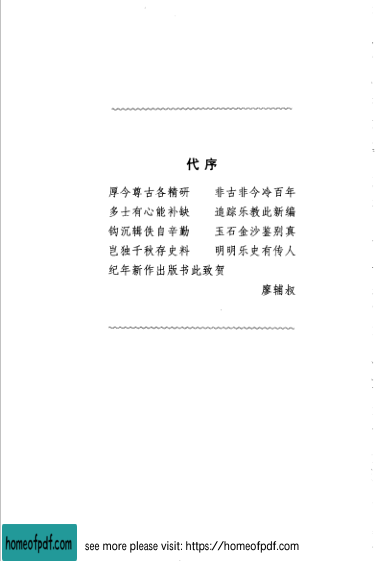 代序
厚今尊古各精研　　非古非今冷百年
多士有心能补缺　　追踪乐教此新编
钩沉辑佚自辛勤　　玉石金沙鉴别真
岂独千秋存史料　　明明乐史有传人
纪年新作出版书此致贺
廖辅叔
homeofpdf.com see more please visit: https://homeofpdf.com